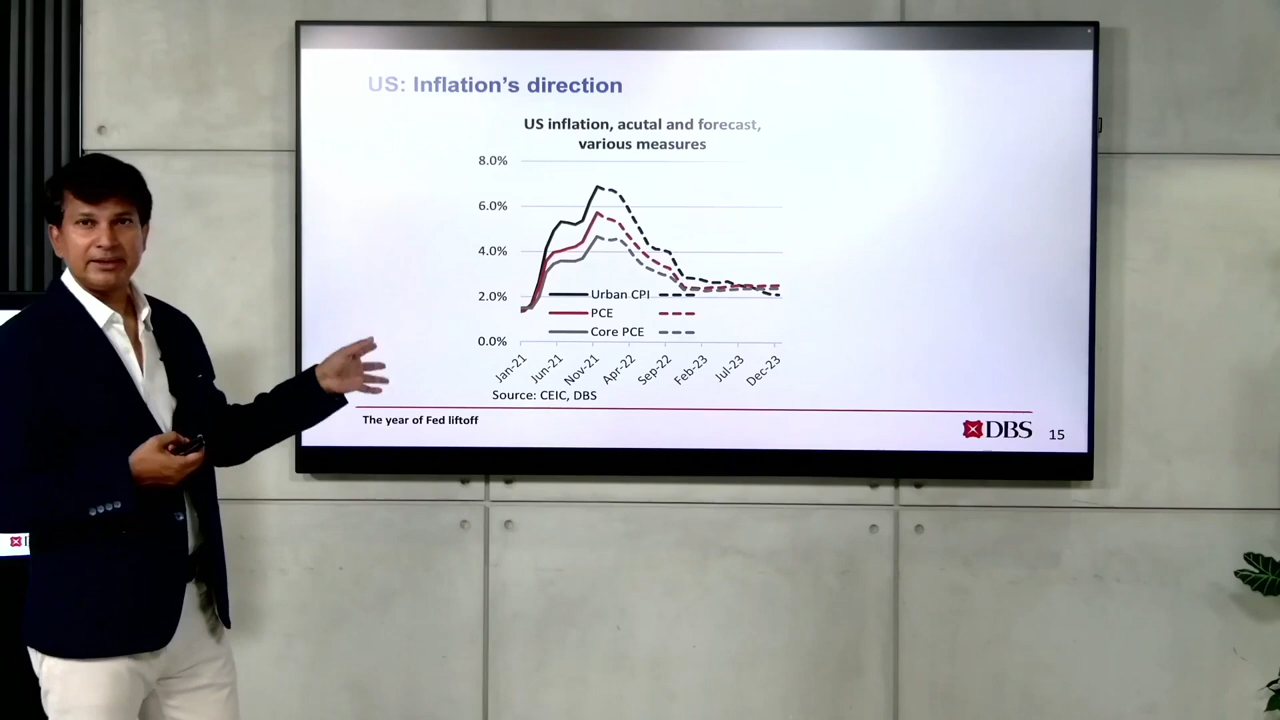 US: Inflation's direction
US inflation, acutal and forecast,
various measures
8.0%
6.0%
4.0%
2.0%
0.0%
Urban CPI
PCE
Core PCE
Jan-21
Jun-21
Nov-21
Apr-22
Sep-22
Feb-23
Jul-23
Dec-23
Source: CEIC, DBS
The year of Fed liftoff
DBS
15